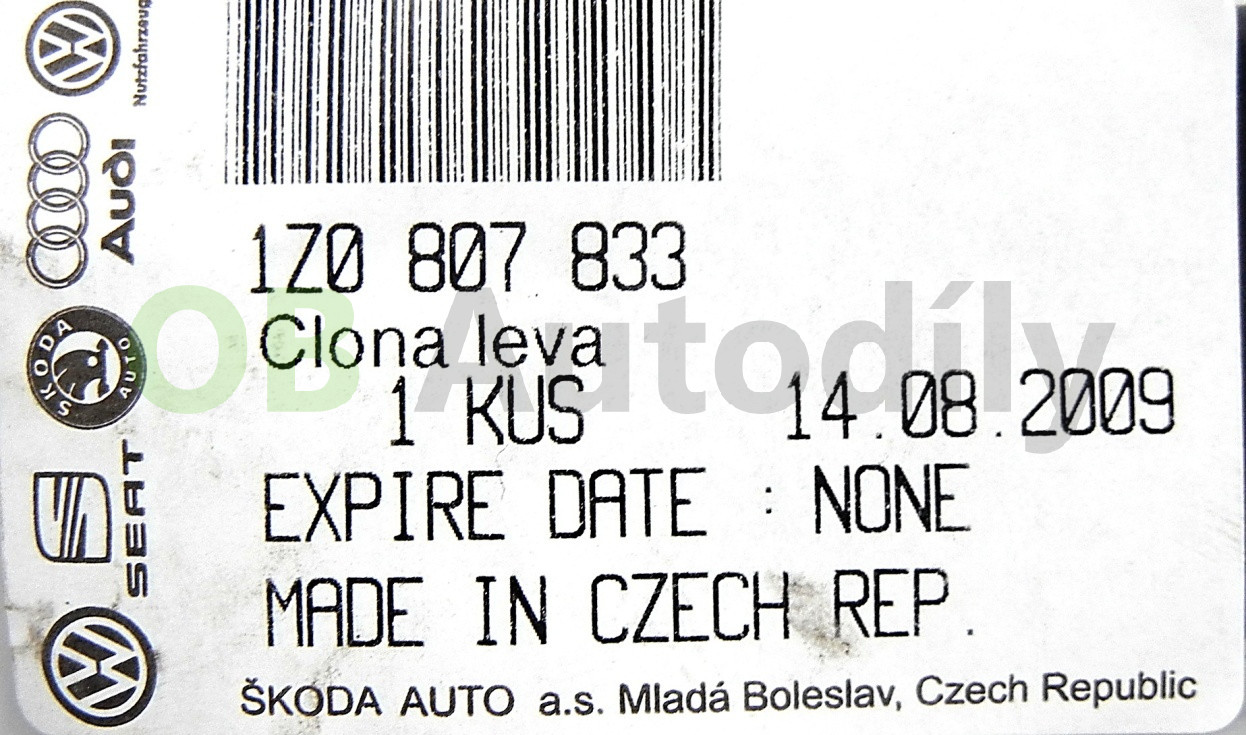 Nutzfahrzeug
Audi
ŠKODA AUTO
SEAT
1Z0 807 833
Clona leva
1 KUS 14.08.2009
EXPIRE DATE : NONE
MADE IN CZECH REP.
ŠKODA AUTO a.s. Mladá Boleslav, Czech Republic
OB Autodíly